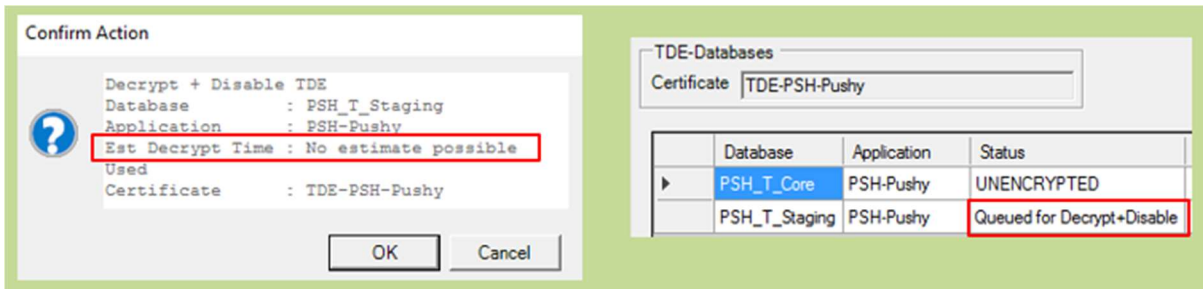 Confirm Action
Decrypt + Disable TDE
Database : PSH_T_Staging
Application : PSH-Pushy
Est Decrypt Time : No estimate possible
Used
Certificate : TDE-PSH-Pushy
OK Cancel
TDE-Databases
Certificate TDE-PSH-Pushy
Database Application Status
PSH_T_Core PSH-Pushy UNENCRYPTED
PSH_T_Staging PSH-Pushy Queued for Decrypt+Disable